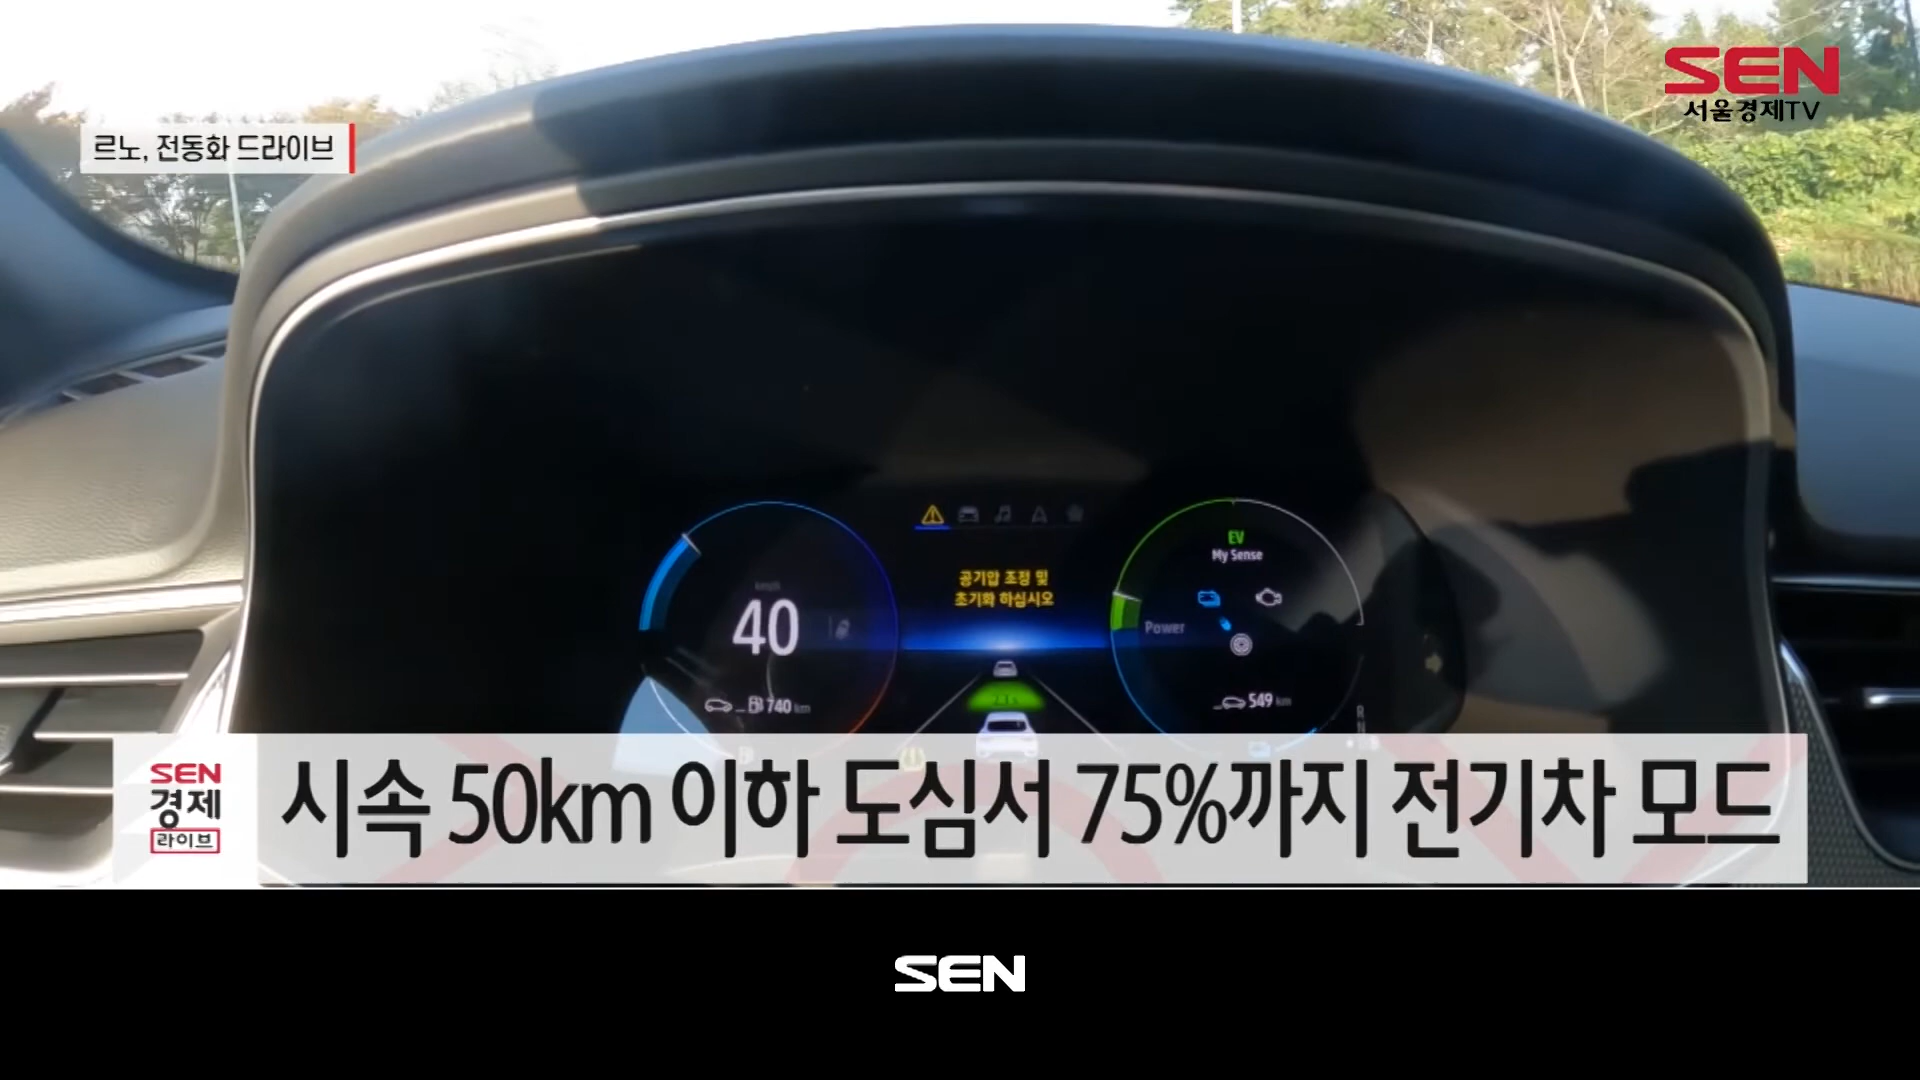 SEN
서울경제TV
르노, 전동화 드라이브
EV
My Sense
공기압 조정 및
초기화 하십시오
km/h
40
Power
740 km
549 km
R
N
SEN
경제
라이브
시속 50km 이하 도심서 75%까지 전기차 모드
SEN